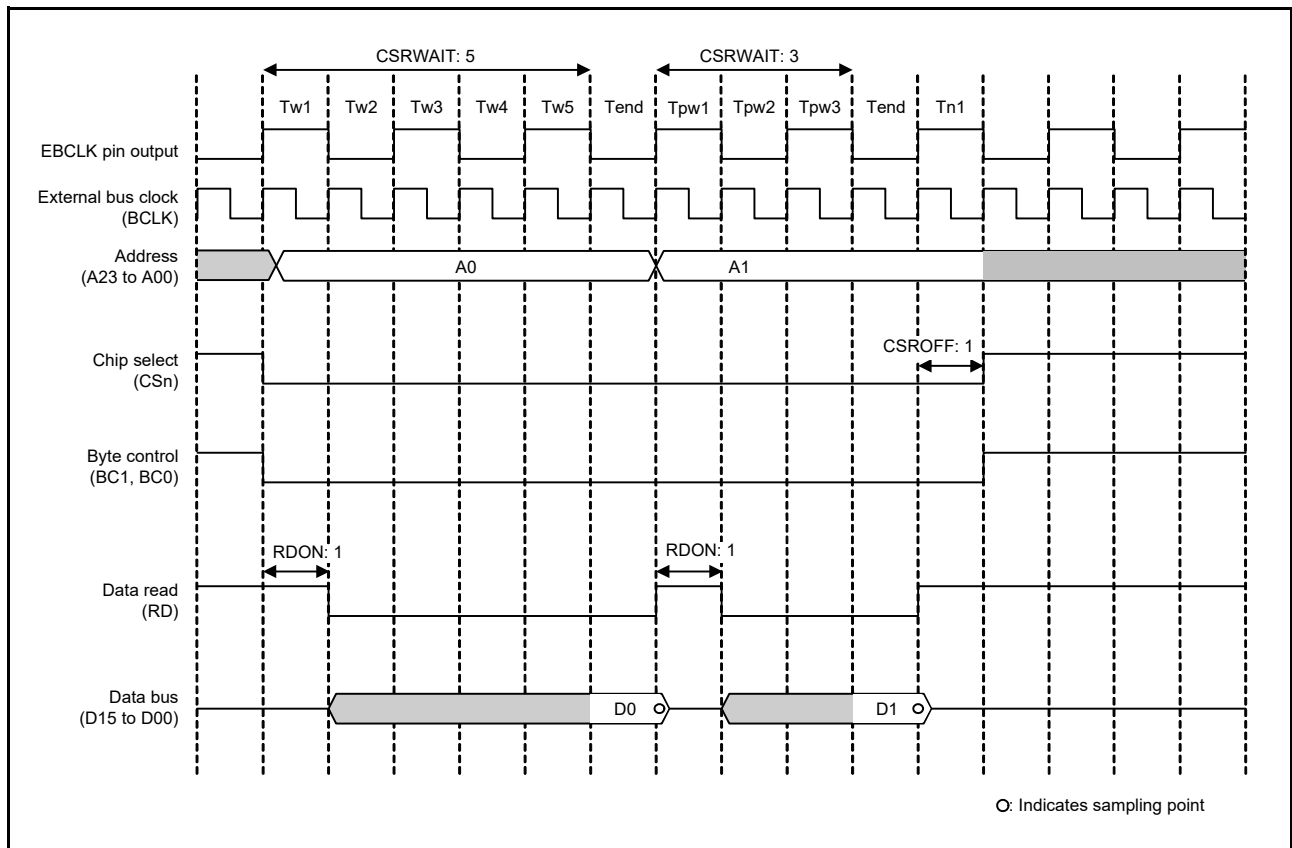 CSRWAIT: 5
CSRWAIT: 3
Tw1 Tw2 Tw3 Tw4 Tw5 Tend Tpw1 Tpw2 Tpw3 Tend Tn1
EBCLK pin output
External bus clock
(BCLK)
Address
(A23 to A00)
A0
A1
CSROFF: 1
Chip select
(CSn)
Byte control
(BC1, BC0)
RDON: 1
RDON: 1
Data read
(RD)
Data bus
(D15 to D00)
D0
D1
O: Indicates sampling point